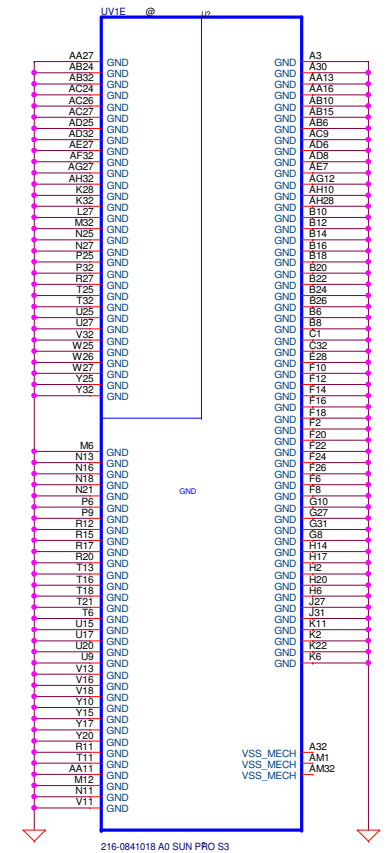 UV1E @ U?
AA27 GND GND A3
AB24 GND GND A30
AB32 GND GND AA13
AC24 GND GND AA16
AC26 GND GND AB10
AC27 GND GND AB15
AD25 GND GND AB6
AD32 GND GND AC9
AE27 GND GND AD6
AF32 GND GND AD8
AG27 GND GND AE7
AH32 GND GND AG12
K28 GND GND AH10
K32 GND GND AH28
L27 GND GND B10
M32 GND GND B12
N25 GND GND B14
N27 GND GND B16
P25 GND GND B18
P32 GND GND B20
R27 GND GND B22
T25 GND GND B24
T32 GND GND B26
U25 GND GND B6
U27 GND GND B8
V32 GND GND C1
W25 GND GND C32
W26 GND GND E28
W27 GND GND F10
Y25 GND GND F12
Y32 GND GND F14
GND F16
GND F18
GND F2
GND F20
M6 GND GND F22
N13 GND GND F24
N16 GND GND F26
N18 GND GND F6
N21 GND GND GND F8
P6 GND GND G10
P9 GND GND G27
R12 GND GND G31
R15 GND GND G8
R17 GND GND H14
R20 GND GND H17
T13 GND GND H2
T16 GND GND H20
T18 GND GND H6
T21 GND GND J27
T6 GND GND J31
U15 GND GND K11
U17 GND GND K2
U20 GND GND K22
U9 GND GND K6
V13 GND
V16 GND
V18 GND
Y10 GND
Y15 GND
Y17 GND
Y20 GND
R11 GND VSS_MECH A32
T11 GND VSS_MECH AM1
AA11 GND VSS_MECH AM32
M12 GND
N11 GND
V11 GND
216-0841018 A0 SUN PRO S3